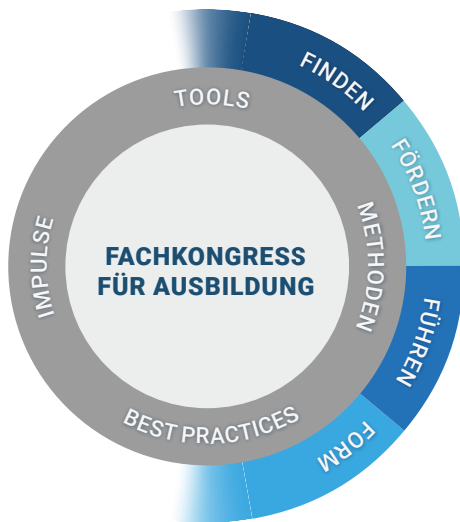 FACHKONGRESS
FÜR AUSBILDUNG
TOOLS
METHODEN
BEST PRACTICES
IMPULSE
FINDEN
FÖRDERN
FÜHREN
FORM